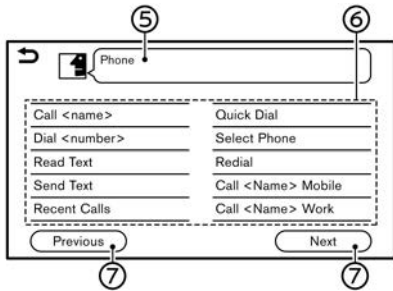 ⑤ ⑥
Phone
Call <name> Quick Dial
Dial <number> Select Phone
Read Text Redial
Send Text Call <Name> Mobile
Recent Calls Call <Name> Work
Previous Next
⑦ ⑦